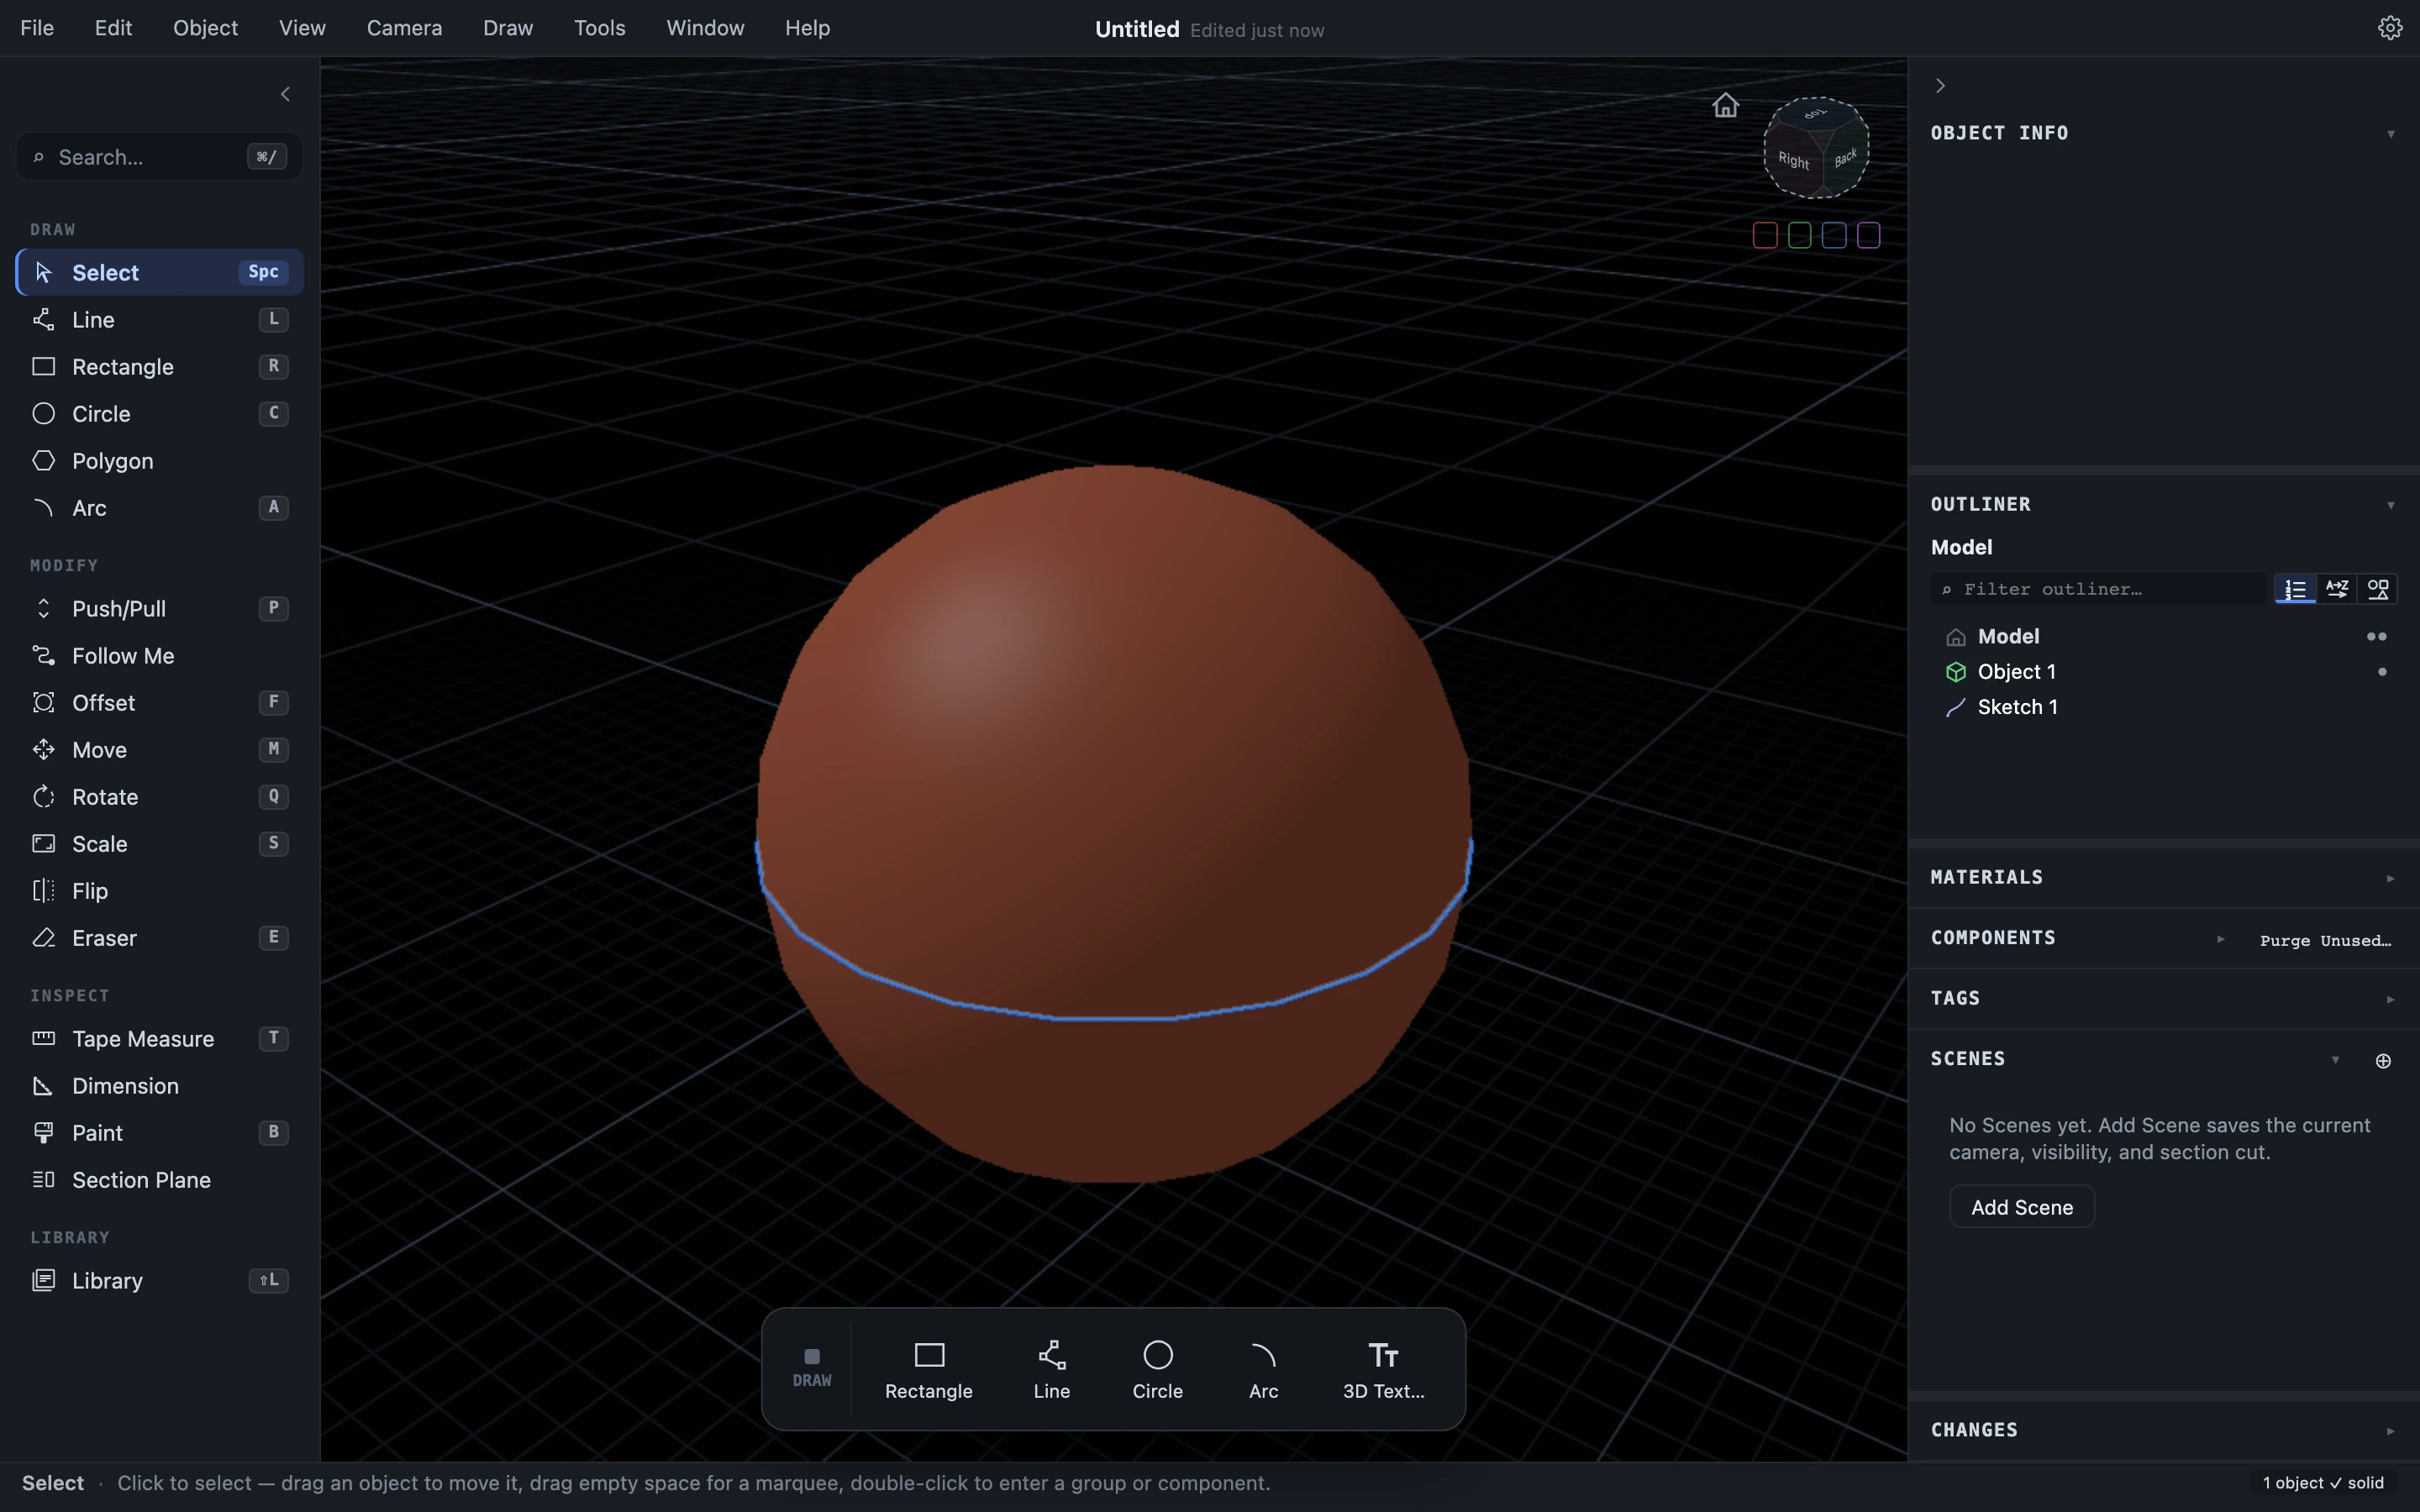 File Edit Object View Camera Draw Tools Window Help
Untitled Edited just now
Search... ⌘/
DRAW
Select Spc
Line L
Rectangle R
Circle C
Polygon
Arc A
MODIFY
Push/Pull P
Follow Me
Offset F
Move M
Rotate Q
Scale S
Flip
Eraser E
INSPECT
Tape Measure T
Dimension
Paint B
Section Plane
LIBRARY
Library ⇧L
Top
Right
Back
DRAW
Rectangle
Line
Circle
Arc
3D Text...
OBJECT INFO
OUTLINER
Model
Filter outliner…
Model
Object 1
Sketch 1
MATERIALS
COMPONENTS Purge Unused…
TAGS
SCENES
No Scenes yet. Add Scene saves the current
camera, visibility, and section cut.
Add Scene
CHANGES
Select · Click to select — drag an object to move it, drag empty space for a marquee, double-click to enter a group or component.
1 object ✓ solid